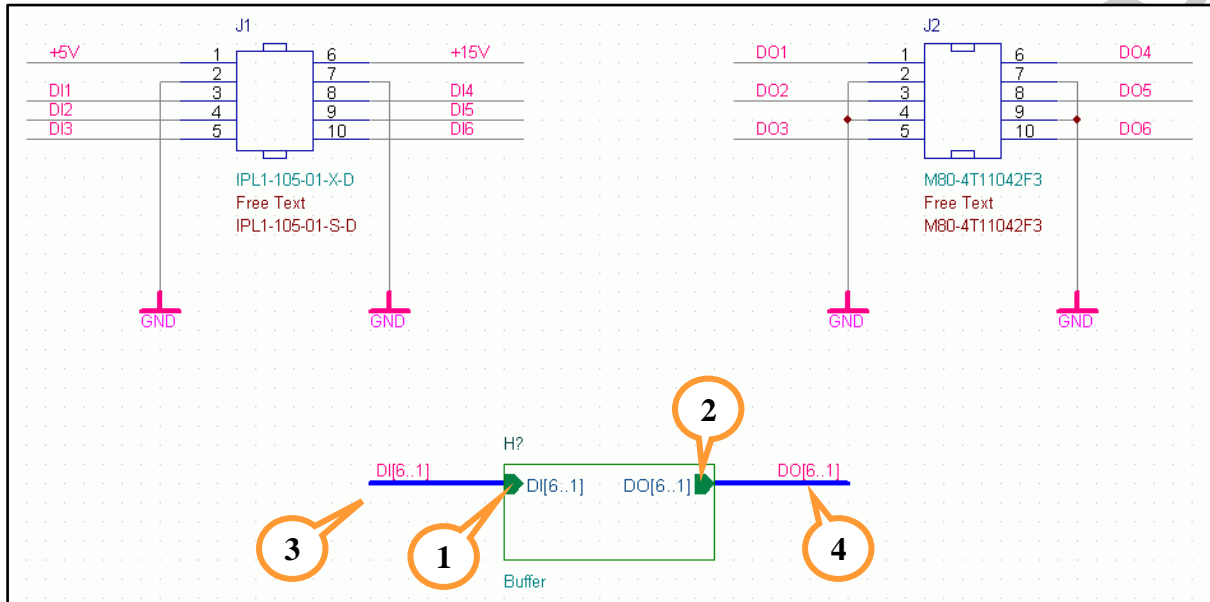 J1
+5V 1 6 +15V
2 7
DI1 3 8 DI4
DI2 4 9 DI5
DI3 5 10 DI6
IPL1-105-01-X-D
Free Text
IPL1-105-01-S-D
GND GND
J2
DO1 1 6 DO4
2 7
DO2 3 8 DO5
4 9
DO3 5 10 DO6
M80-4T11042F3
Free Text
M80-4T11042F3
GND GND
2
H?
DI[6..1] DI[6..1] DO[6..1] DO[6..1]
3 1 4
Buffer